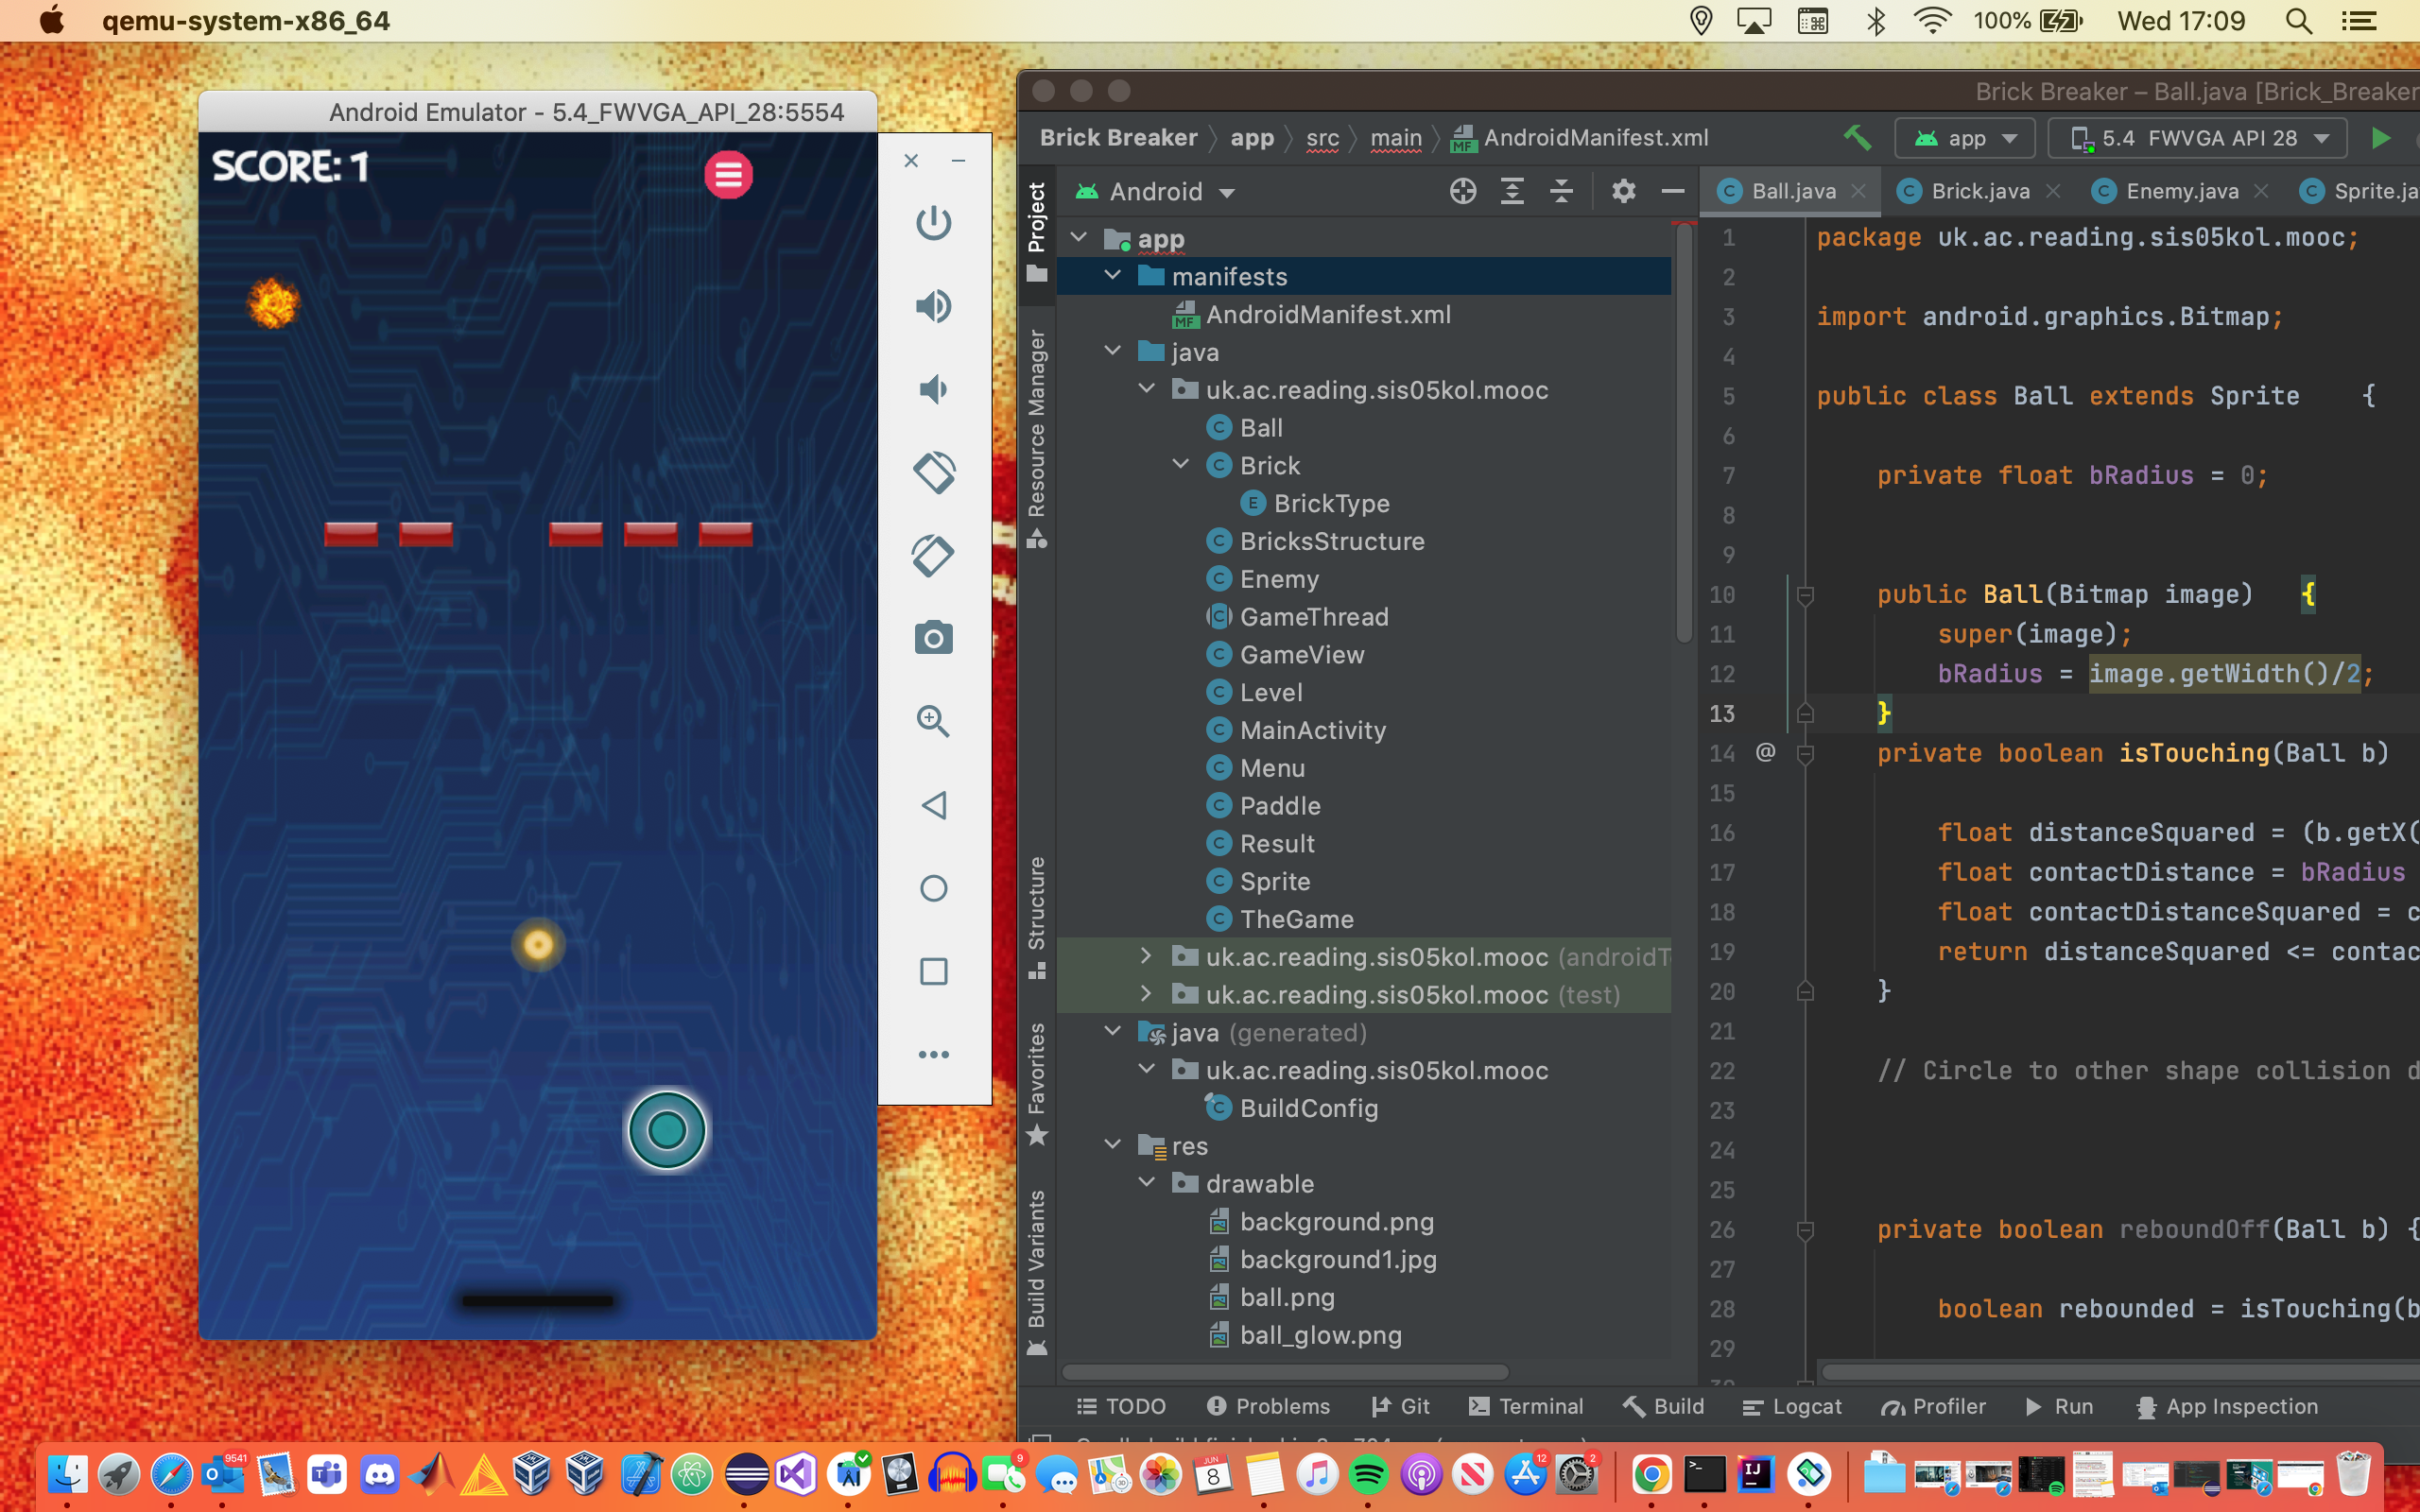 qemu-system-x86_64
100%
Wed 17:09
Android Emulator - 5.4_FWVGA_API_28:5554
SCORE: 1
Brick Breaker – Ball.java [Brick_Breaker
Brick Breaker
app
src
main
MF
AndroidManifest.xml
app
5.4 FWVGA API 28
Project
Resource Manager
Structure
Favorites
Build Variants
Android
app
manifests
MF
AndroidManifest.xml
java
uk.ac.reading.sis05kol.mooc
C Ball
C Brick
E BrickType
C BricksStructure
C Enemy
C GameThread
C GameView
C Level
C MainActivity
C Menu
C Paddle
C Result
C Sprite
C TheGame
uk.ac.reading.sis05kol.mooc (androidT
uk.ac.reading.sis05kol.mooc (test)
java (generated)
uk.ac.reading.sis05kol.mooc
C BuildConfig
res
drawable
background.png
background1.jpg
ball.png
ball_glow.png
C Ball.java
C Brick.java
C Enemy.java
C Sprite.ja
1 package uk.ac.reading.sis05kol.mooc;
2
3 import android.graphics.Bitmap;
4
5 public class Ball extends Sprite {
6
7 private float bRadius = 0;
8
9
10 public Ball(Bitmap image) {
11 super(image);
12 bRadius = image.getWidth()/2;
13 }
14 @ private boolean isTouching(Ball b)
15
16 float distanceSquared = (b.getX(
17 float contactDistance = bRadius
18 float contactDistanceSquared = c
19 return distanceSquared <= contac
20 }
21
22 // Circle to other shape collision d
23
24
25
26 private boolean reboundOff(Ball b) {
27
28 boolean rebounded = isTouching(b
29
TODO
Problems
Git
Terminal
Build
Logcat
Profiler
Run
App Inspection
9541
9
JUN
8
12
2
IJ